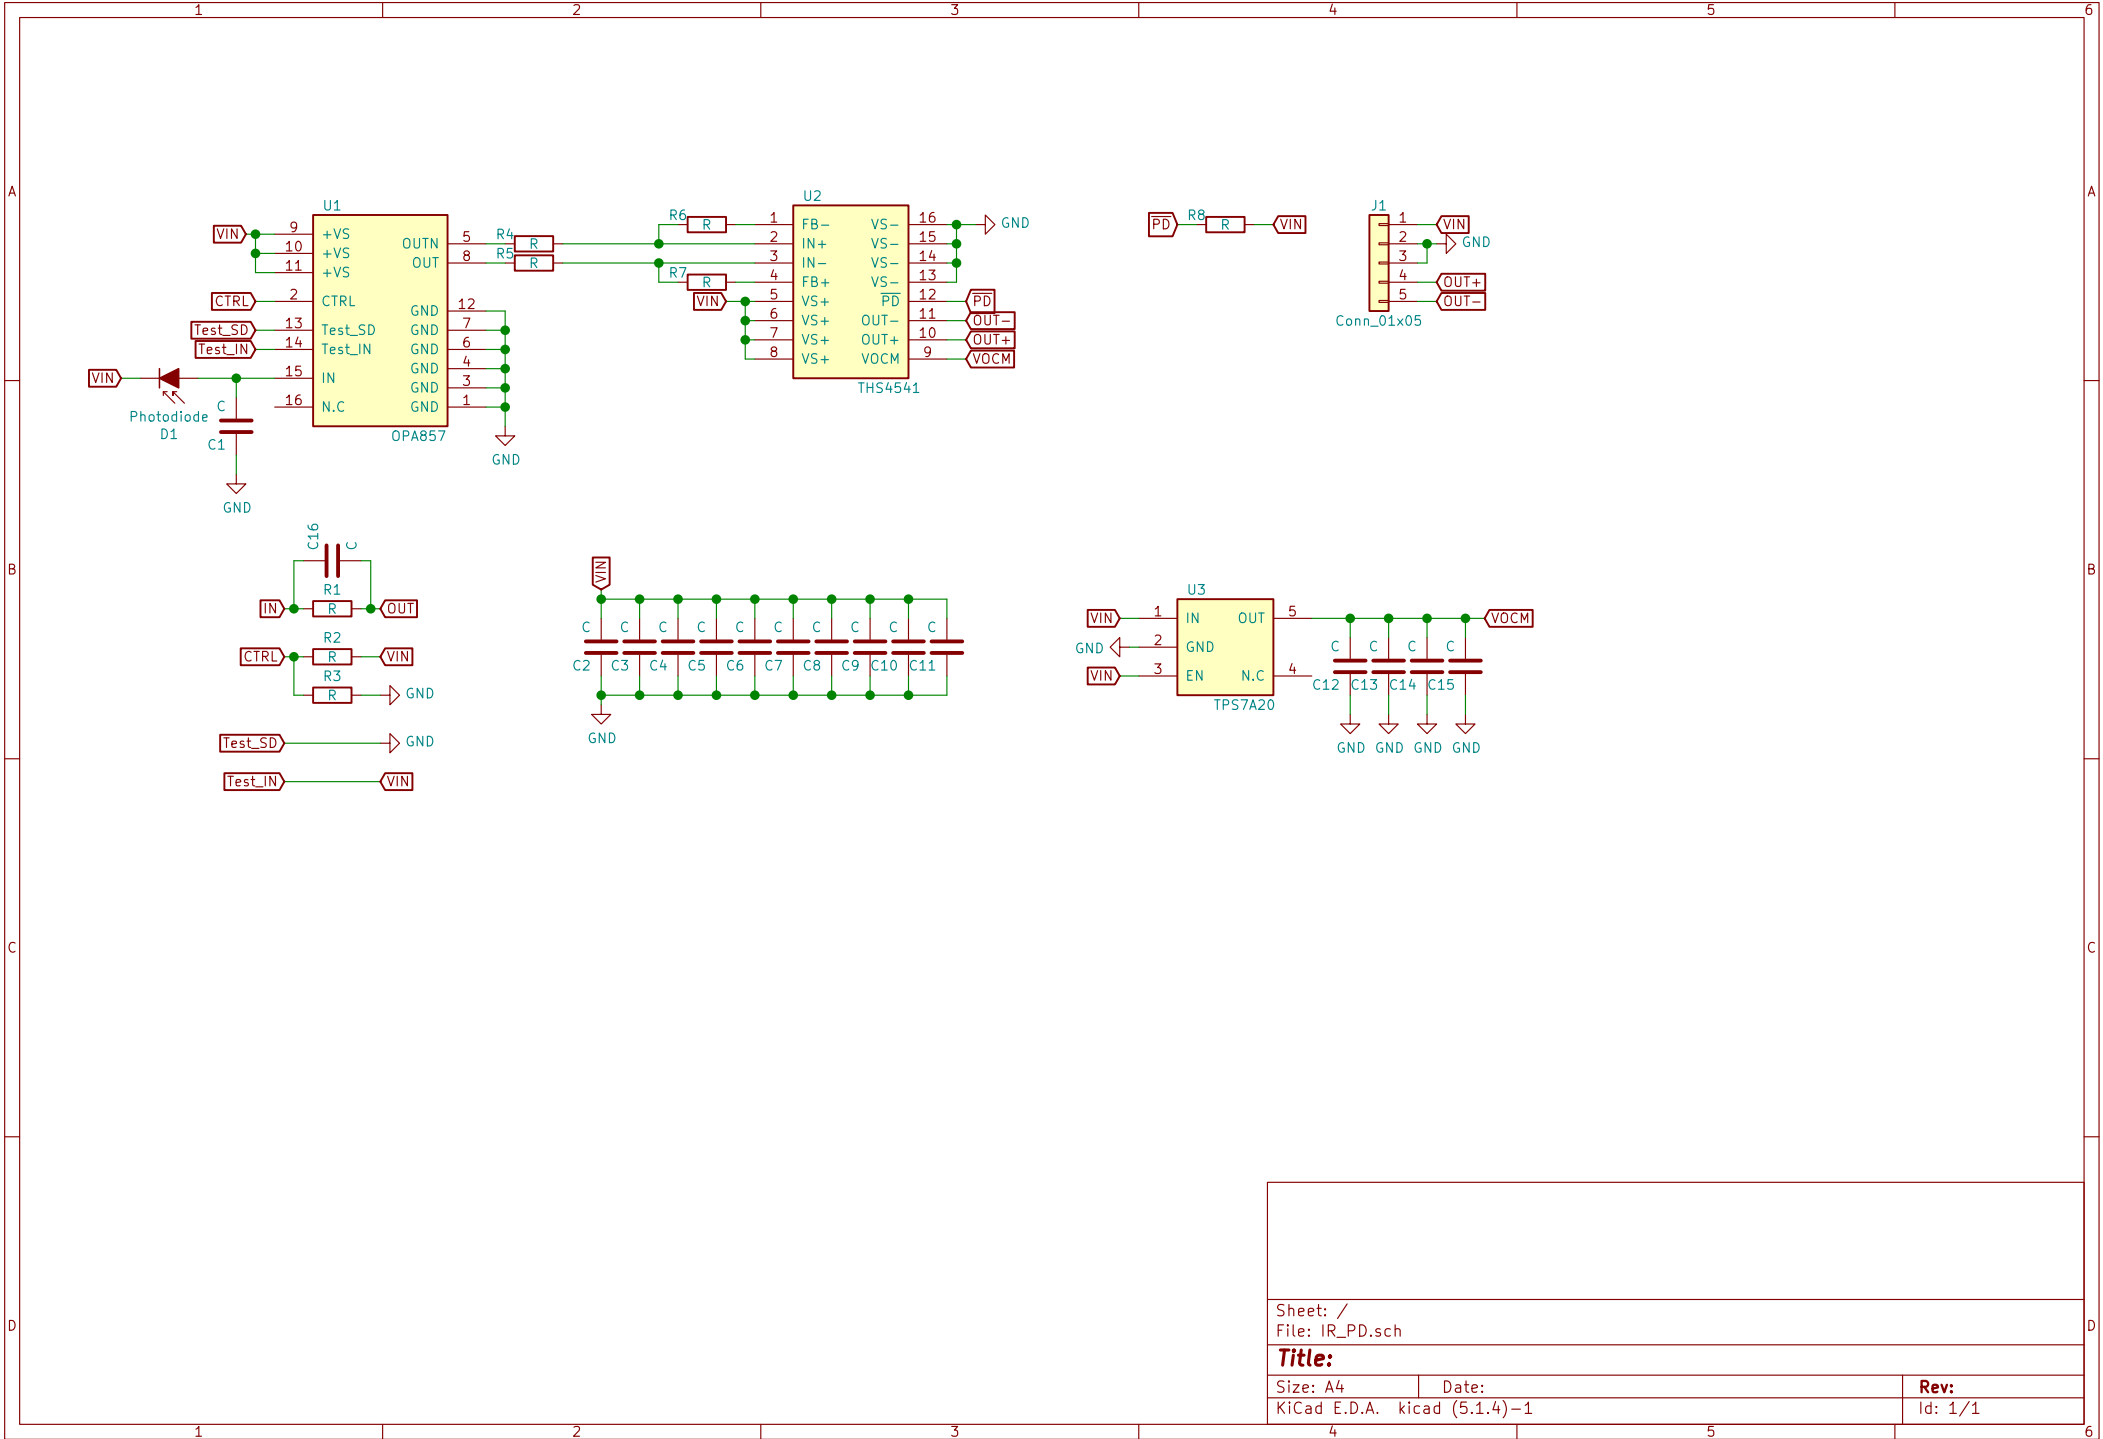 1 2 3 4 5 6
A A
B B
C C
D D
U1
VIN 9 +VS
10 +VS
11 +VS
CTRL 2 CTRL
Test_SD 13 Test_SD
Test_IN 14 Test_IN
VIN 15 IN
16 N.C
OUTN 5
OUT 8
GND 12
GND 7
GND 6
GND 4
GND 3
GND 1
OPA857
GND
Photodiode
D1
C
C1
GND
R4 R
R5 R
R6 R
R7 R
VIN
U2
1 FB-
2 IN+
3 IN-
4 FB+
5 VS+
6 VS+
7 VS+
8 VS+
VS- 16 GND
VS- 15
VS- 14
VS- 13
PD 12 PD
OUT- 11 OUT-
OUT+ 10 OUT+
VOCM 9 VOCM
THS4541
PD R8 R VIN
J1
1 VIN
2 GND
3
4 OUT+
5 OUT-
Conn_01x05
C16 C
R1
IN R OUT
R2
CTRL R VIN
R3
R GND
Test_SD GND
Test_IN VIN
VIN
C C C C C C C C C C
C2 C3 C4 C5 C6 C7 C8 C9 C10 C11
GND
U3
VIN 1 IN OUT 5 VOCM
GND 2 GND
VIN 3 EN N.C 4
TPS7A20
C C C C
C12 C13 C14 C15
GND GND GND GND
Sheet: /
File: IR_PD.sch
Title:
Size: A4 Date: Rev:
KiCad E.D.A. kicad (5.1.4)-1 Id: 1/1
1 2 3 4 5 6